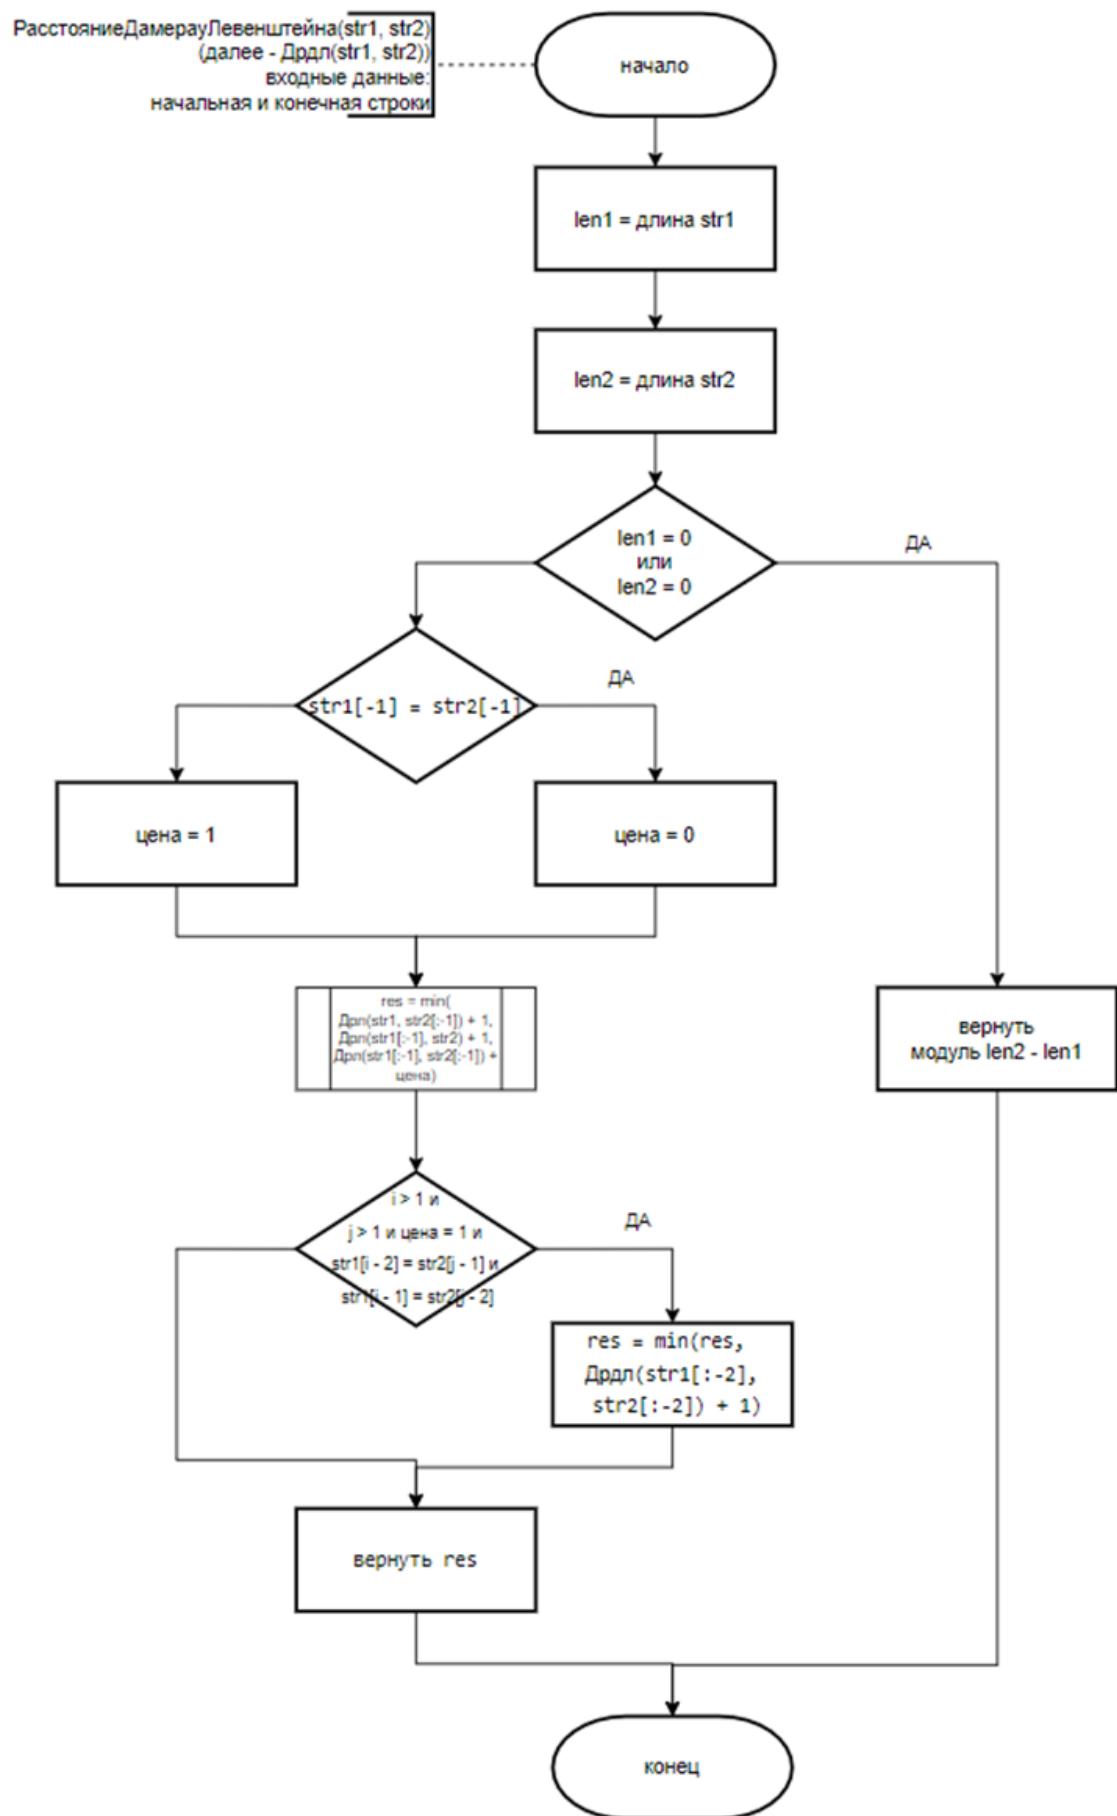 РасстояниеДамерауЛевенштейна(str1, str2)
(далее - Дрдл(str1, str2))
входные данные:
начальная и конечная строки
начало
len1 = длина str1
len2 = длина str2
len1 = 0
или
len2 = 0
ДА
str1[-1] = str2[-1]
ДА
цена = 1
цена = 0
res = min(
Дрл(str1, str2[:-1]) + 1,
Дрл(str1[:-1], str2) + 1,
Дрл(str1[:-1], str2[:-1]) +
цена)
вернуть
модуль len2 - len1
i > 1 и
j > 1 и цена = 1 и
str1[i - 2] = str2[j - 1] и
str1[i - 1] = str2[j - 2]
ДА
res = min(res,
Дрдл(str1[:-2],
str2[:-2]) + 1)
вернуть res
конец